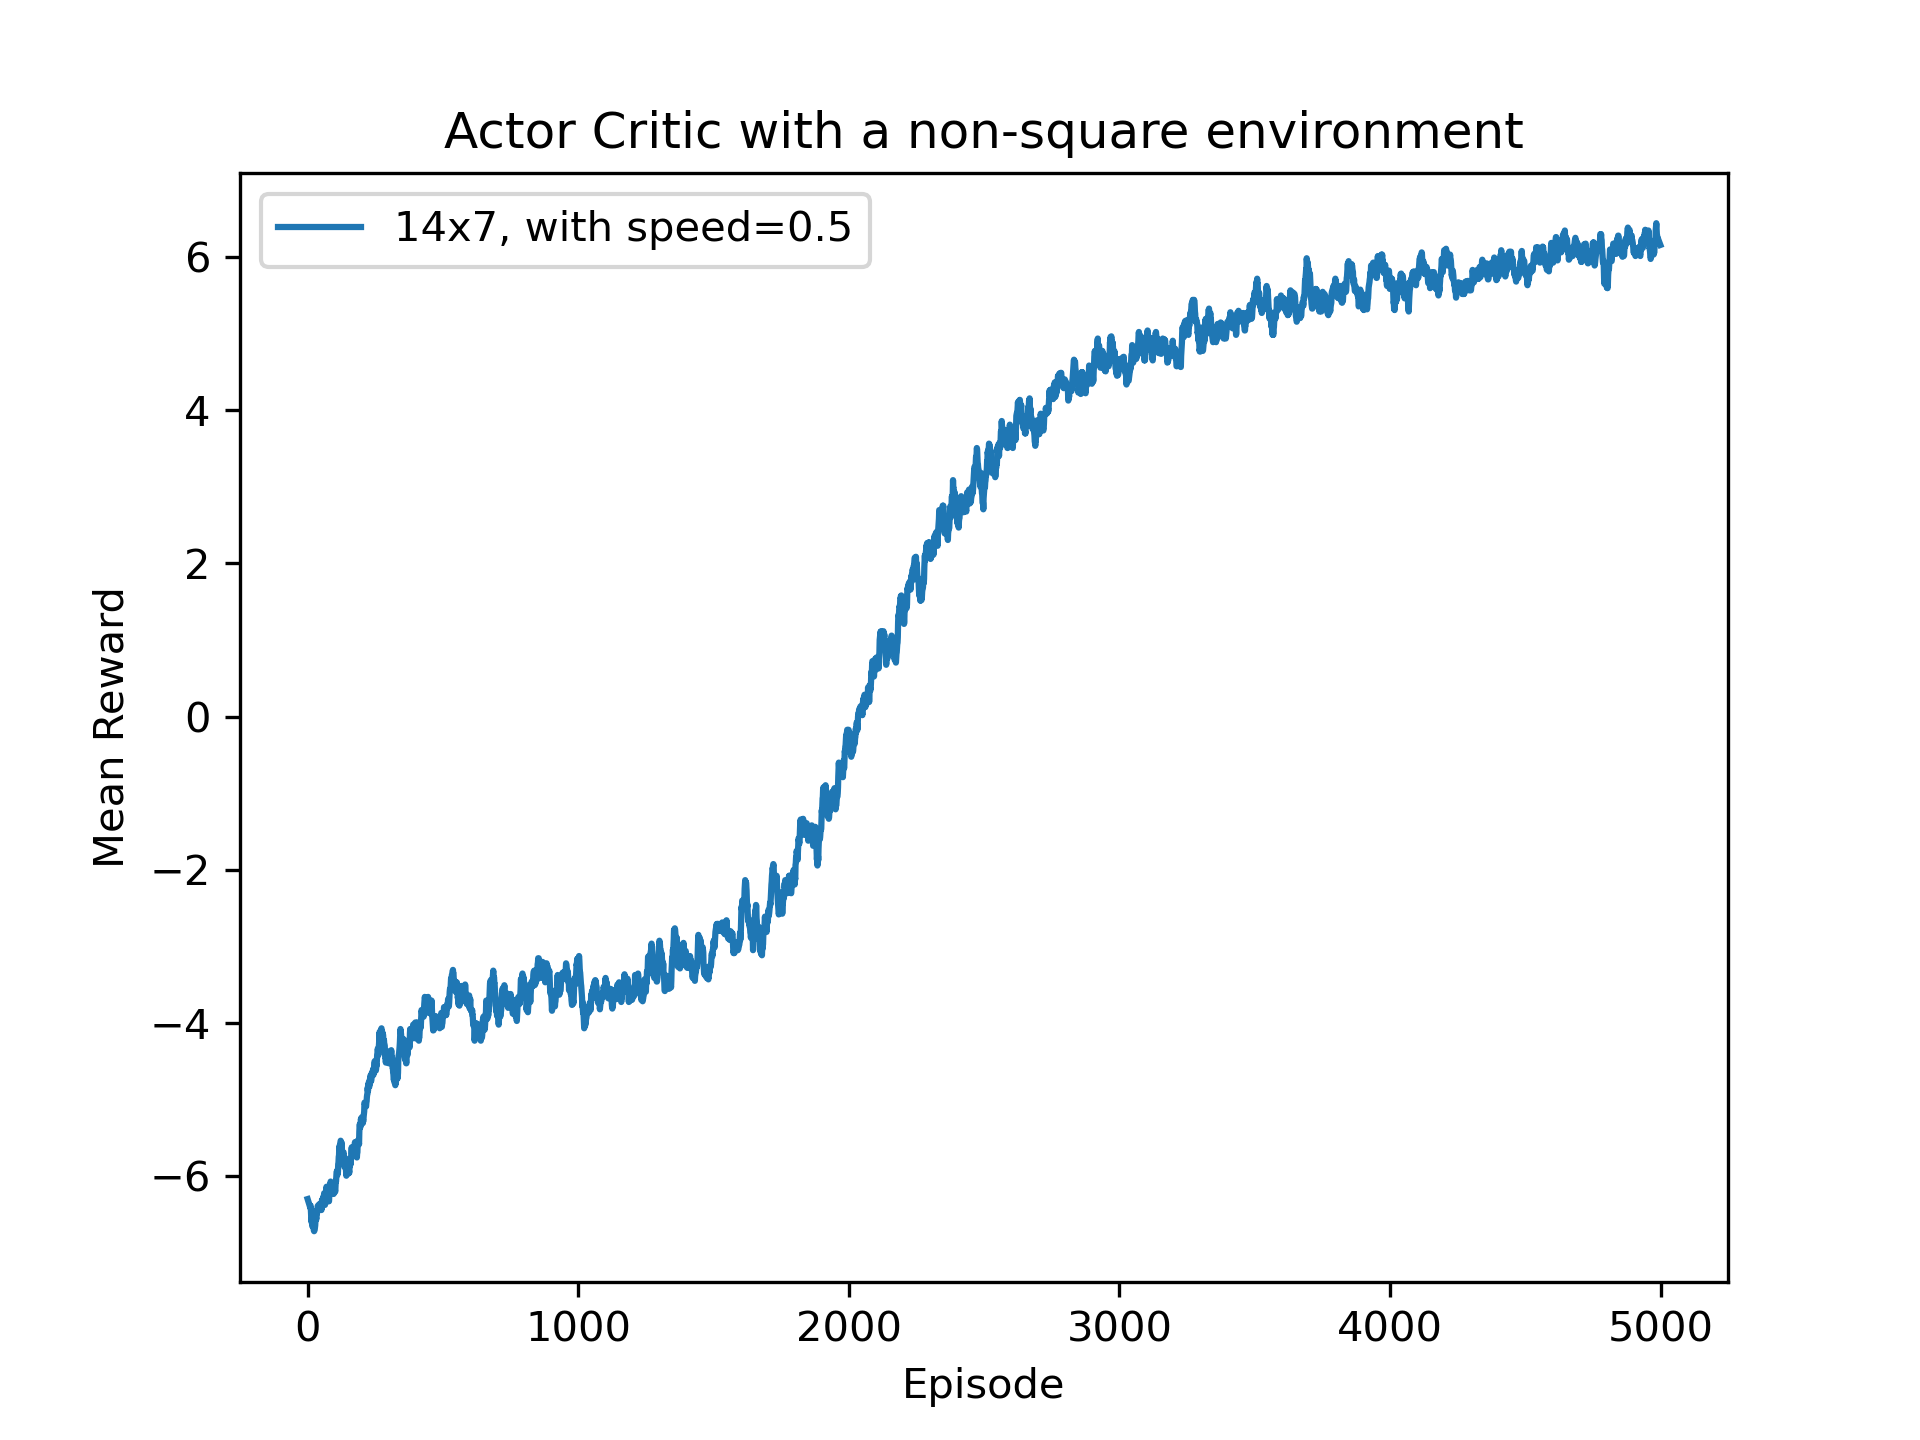 Actor Critic with a non-square environment
14x7, with speed=0.5
6
4
2
0
−2
−4
−6
Mean Reward
0 1000 2000 3000 4000 5000
Episode